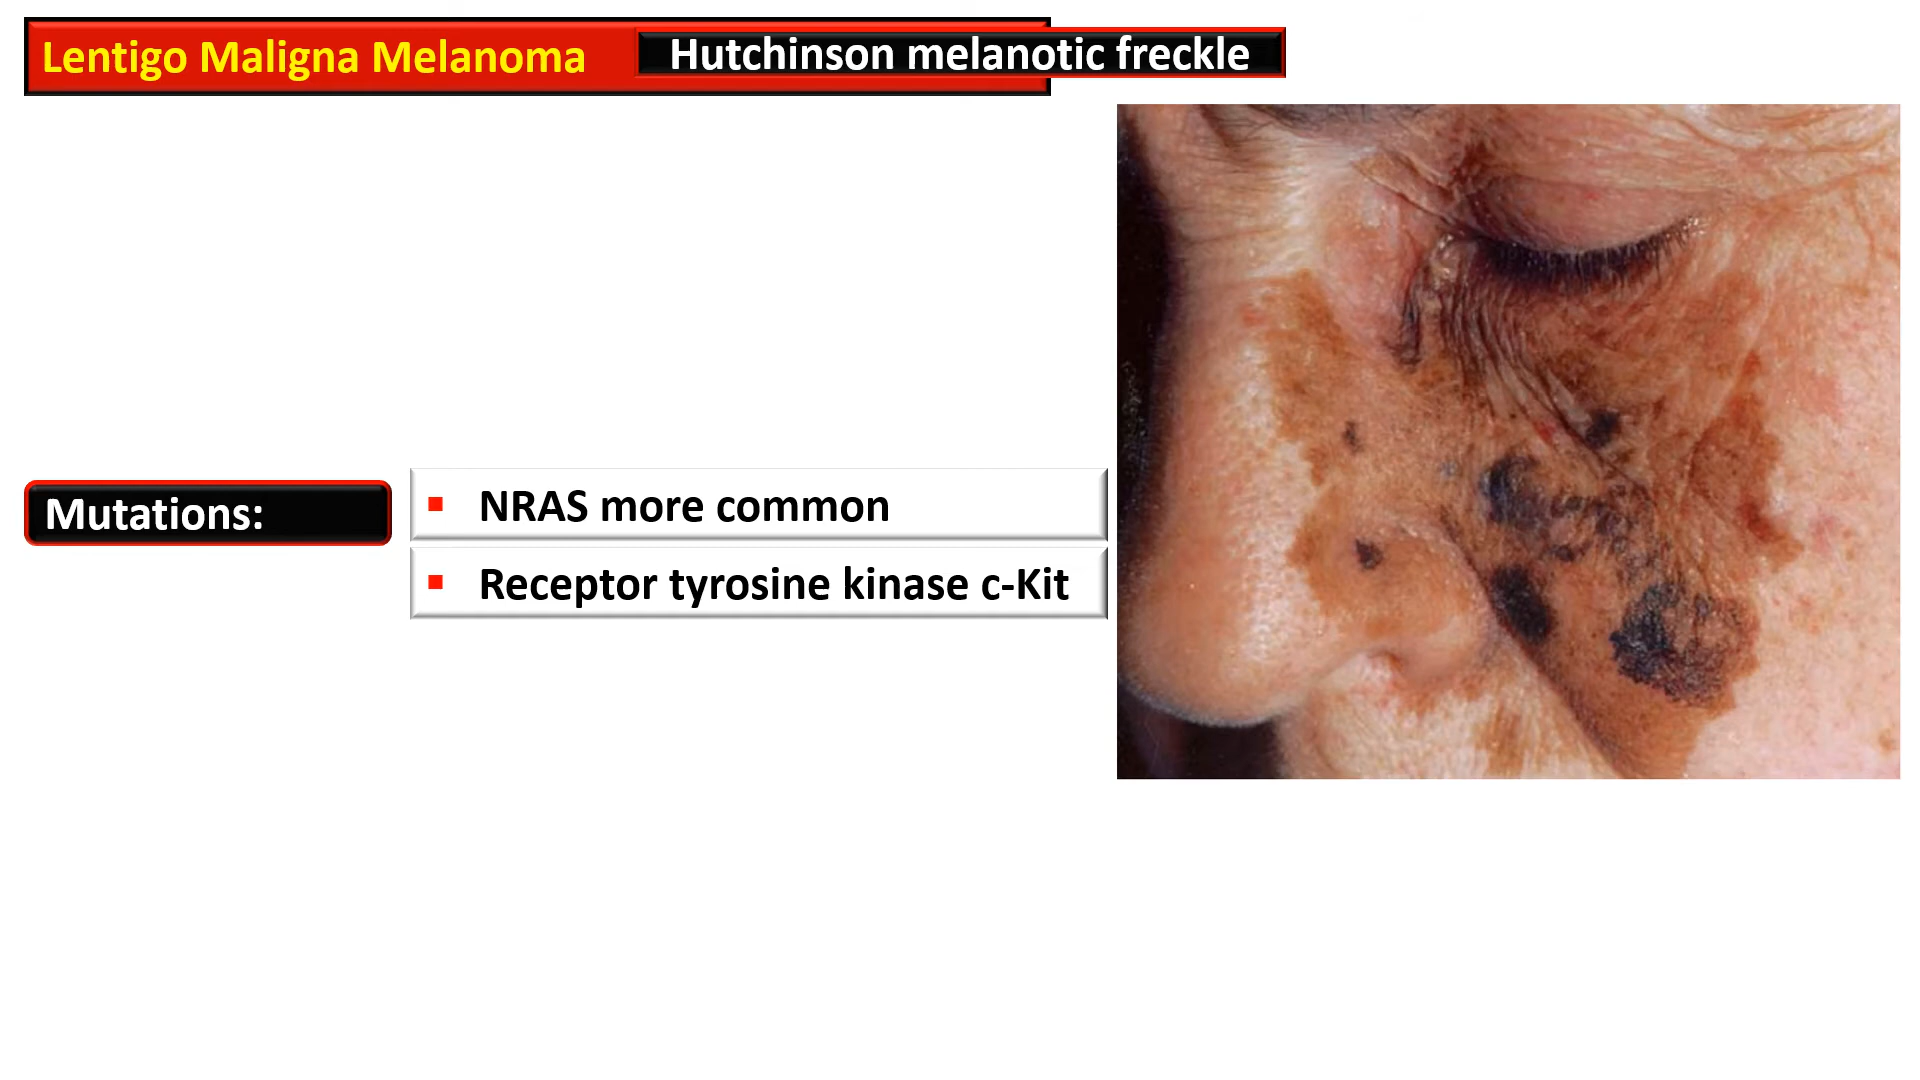 Lentigo Maligna Melanoma
Hutchinson melanotic freckle
Mutations:
NRAS more common
Receptor tyrosine kinase c-Kit